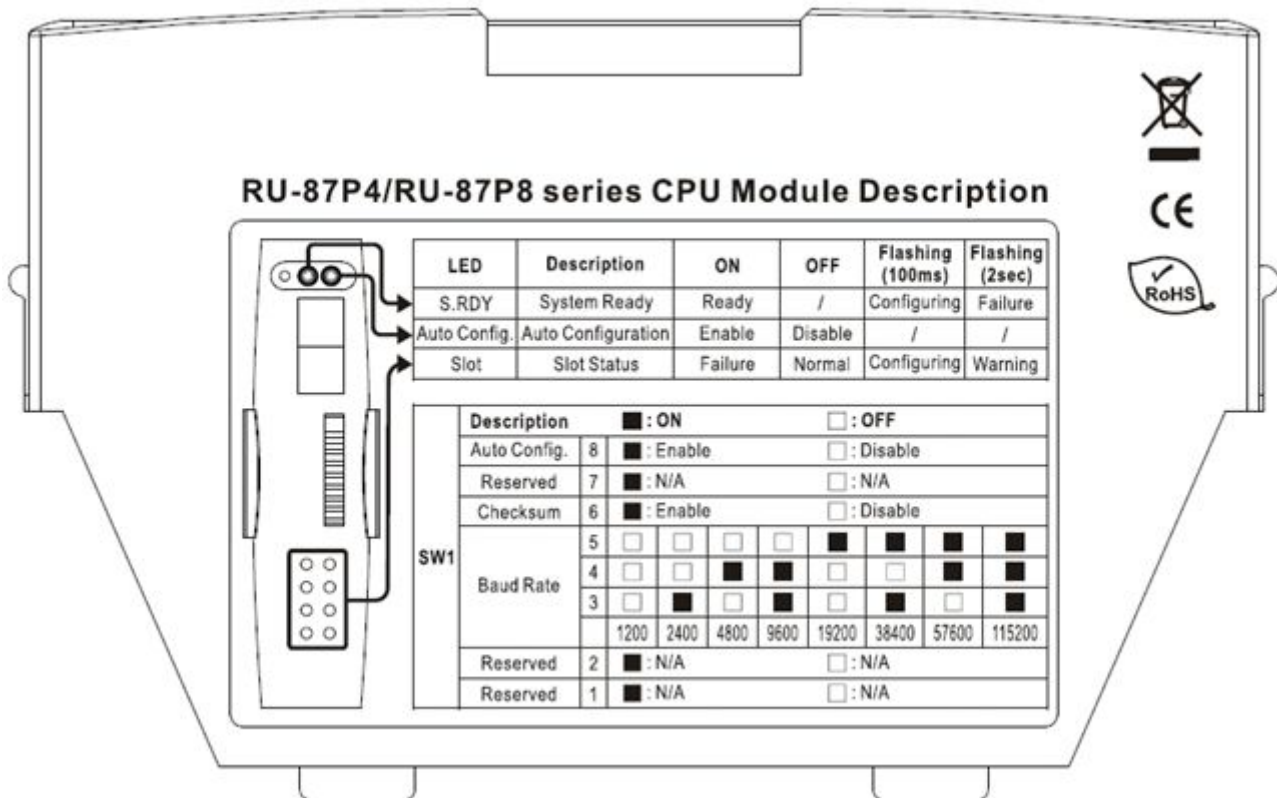 RU-87P4/RU-87P8 series CPU Module Description
LED Description ON OFF Flashing (100ms) Flashing (2sec)
S.RDY System Ready Ready / Configuring Failure
Auto Config. Auto Configuration Enable Disable / /
Slot Slot Status Failure Normal Configuring Warning
SW1
Description ■ : ON □ : OFF
Auto Config. 8 ■ : Enable □ : Disable
Reserved 7 ■ : N/A □ : N/A
Checksum 6 ■ : Enable □ : Disable
Baud Rate
5 □ □ □ □ ■ ■ ■ ■
4 □ □ ■ ■ □ □ ■ ■
3 □ ■ □ ■ □ ■ □ ■
1200 2400 4800 9600 19200 38400 57600 115200
Reserved 2 ■ : N/A □ : N/A
Reserved 1 ■ : N/A □ : N/A
CE
RoHS